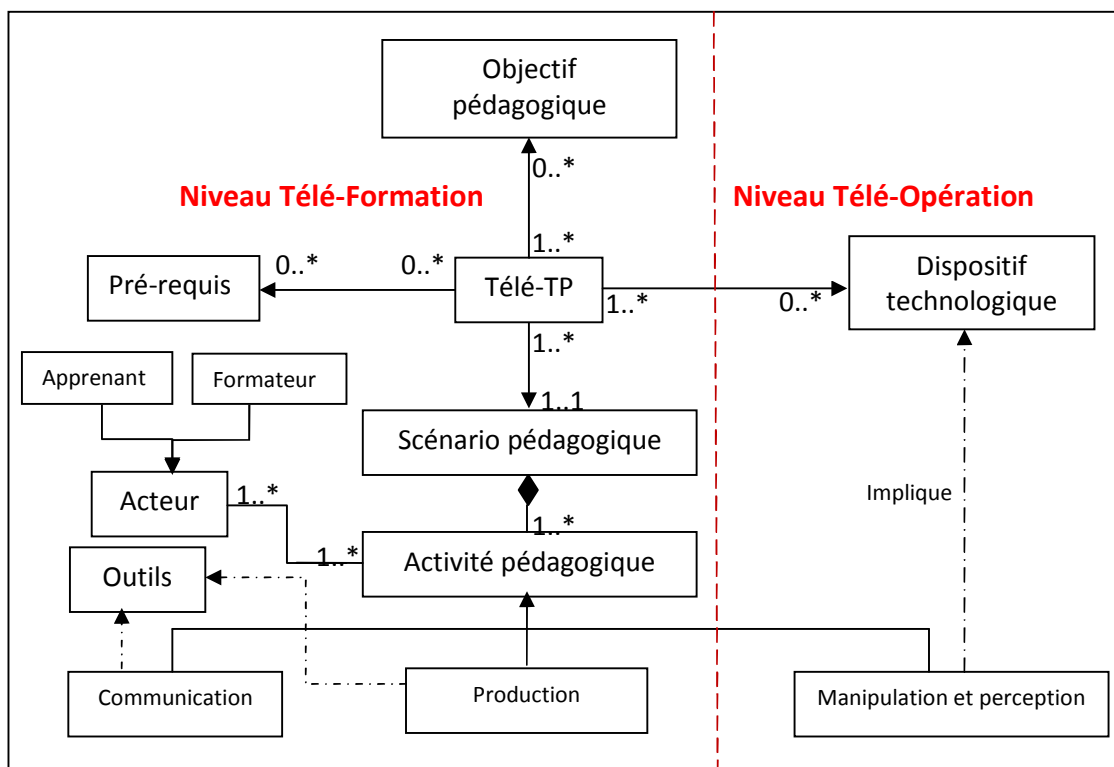 Objectif
pédagogique
0..*
Niveau Télé-Formation
Niveau Télé-Opération
1..*
Pré-requis
0..*
0..*
Télé-TP
1..*
0..*
Dispositif
technologique
1..*
Apprenant
Formateur
1..1
Scénario pédagogique
Acteur
1..*
Implique
1..*
1..*
Activité pédagogique
Outils
Communication
Production
Manipulation et perception